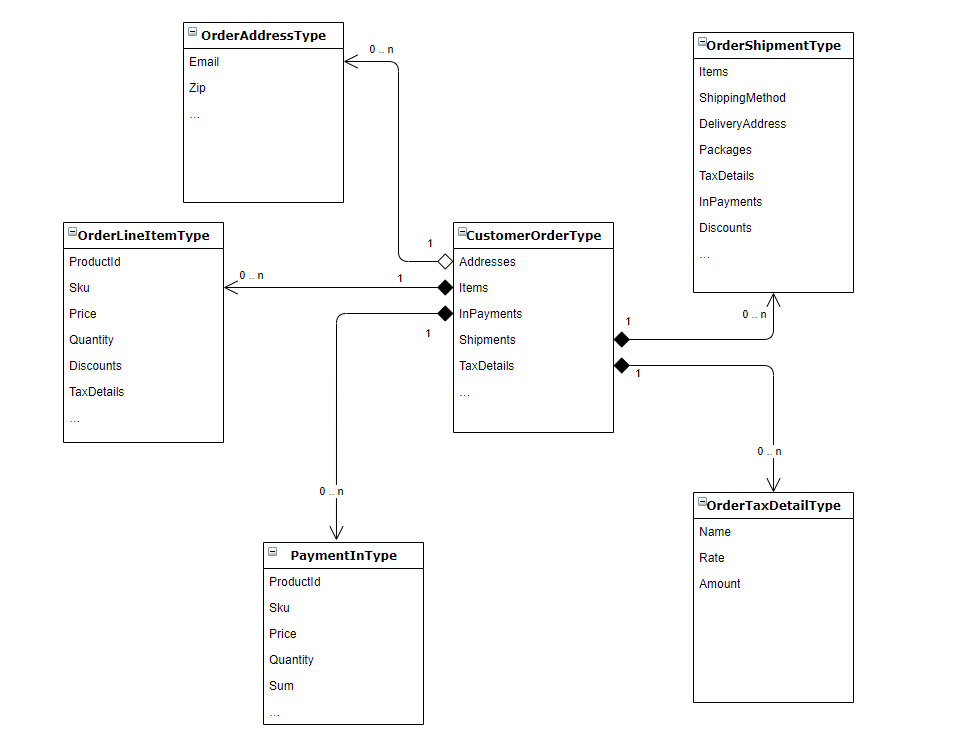 OrderAddressType
Email
Zip
...
0 .. n
1
OrderLineItemType
ProductId
Sku
Price
Quantity
Discounts
TaxDetails
...
0 .. n
1
CustomerOrderType
Addresses
Items
InPayments
Shipments
TaxDetails
...
1
0 .. n
PaymentInType
ProductId
Sku
Price
Quantity
Sum
...
OrderShipmentType
Items
ShippingMethod
DeliveryAddress
Packages
TaxDetails
InPayments
Discounts
...
0 .. n
1
1
0 .. n
OrderTaxDetailType
Name
Rate
Amount